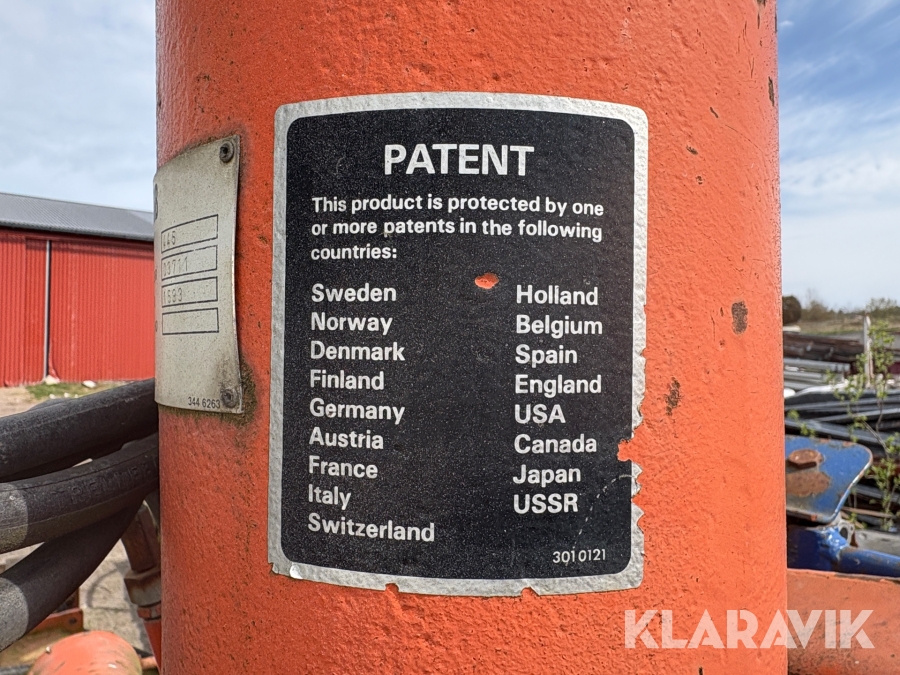 PATENT
This product is protected by one
or more patents in the following
countries:
Sweden
Norway
Denmark
Finland
Germany
Austria
France
Italy
Switzerland
Holland
Belgium
Spain
England
USA
Canada
Japan
USSR
3010121
344 6263
KLARAVIK